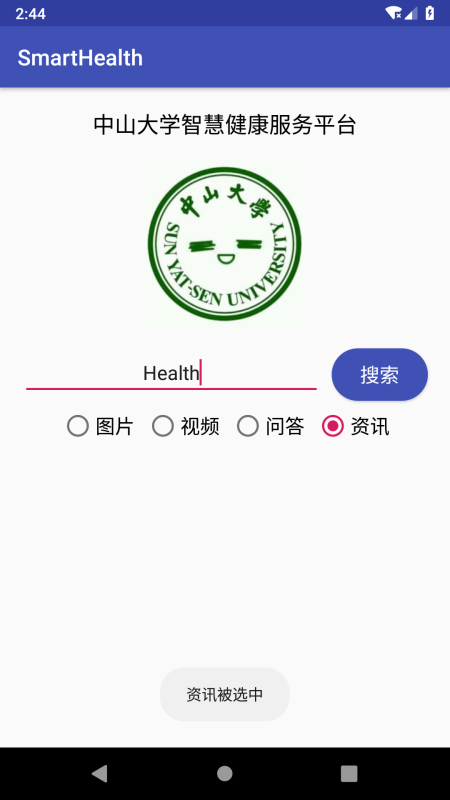 2:44
SmartHealth
中山大学智慧健康服务平台
中山大學
SUN YAT-SEN UNIVERSITY
Health
搜索
图片 视频 问答 资讯
资讯被选中